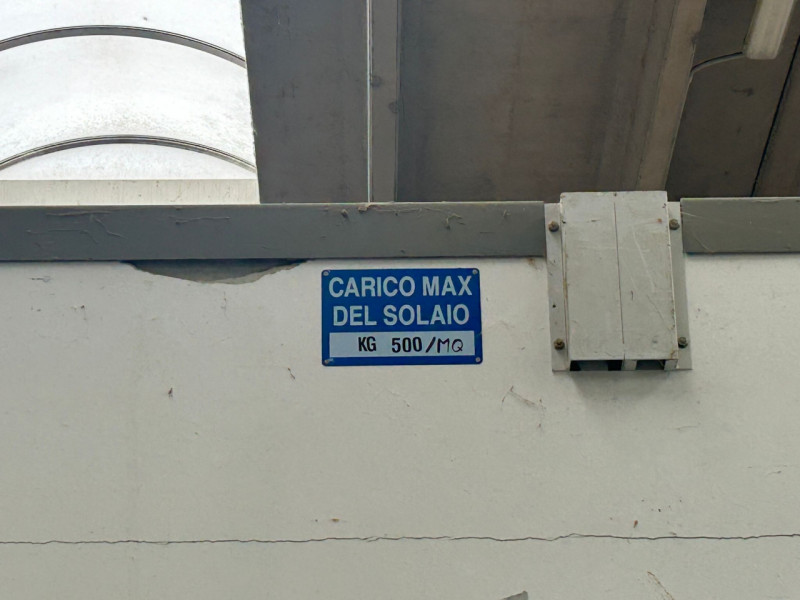 CARICO MAX
DEL SOLAIO
KG 500/MQ